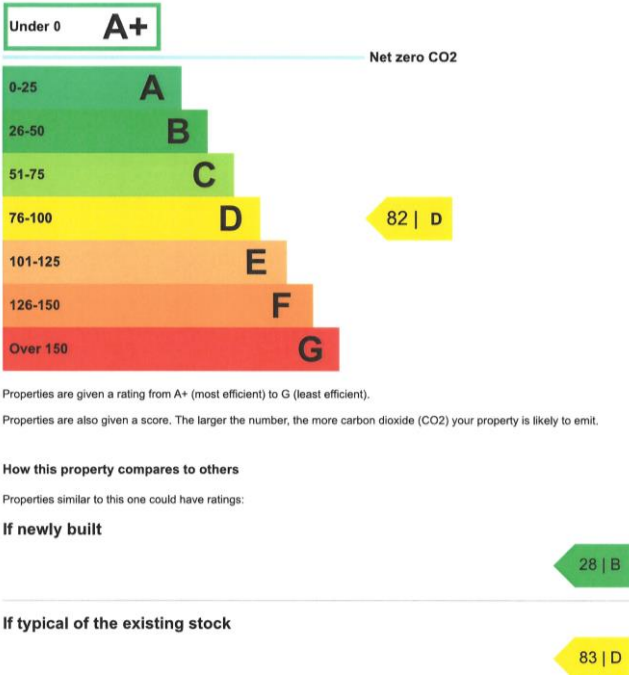 Under 0 A+
Net zero CO2
0-25 A
26-50 B
51-75 C
76-100 D
82 | D
101-125 E
126-150 F
Over 150 G
Properties are given a rating from A+ (most efficient) to G (least efficient).
Properties are also given a score. The larger the number, the more carbon dioxide (CO2) your property is likely to emit.
How this property compares to others
Properties similar to this one could have ratings:
If newly built
28 | B
If typical of the existing stock
83 | D